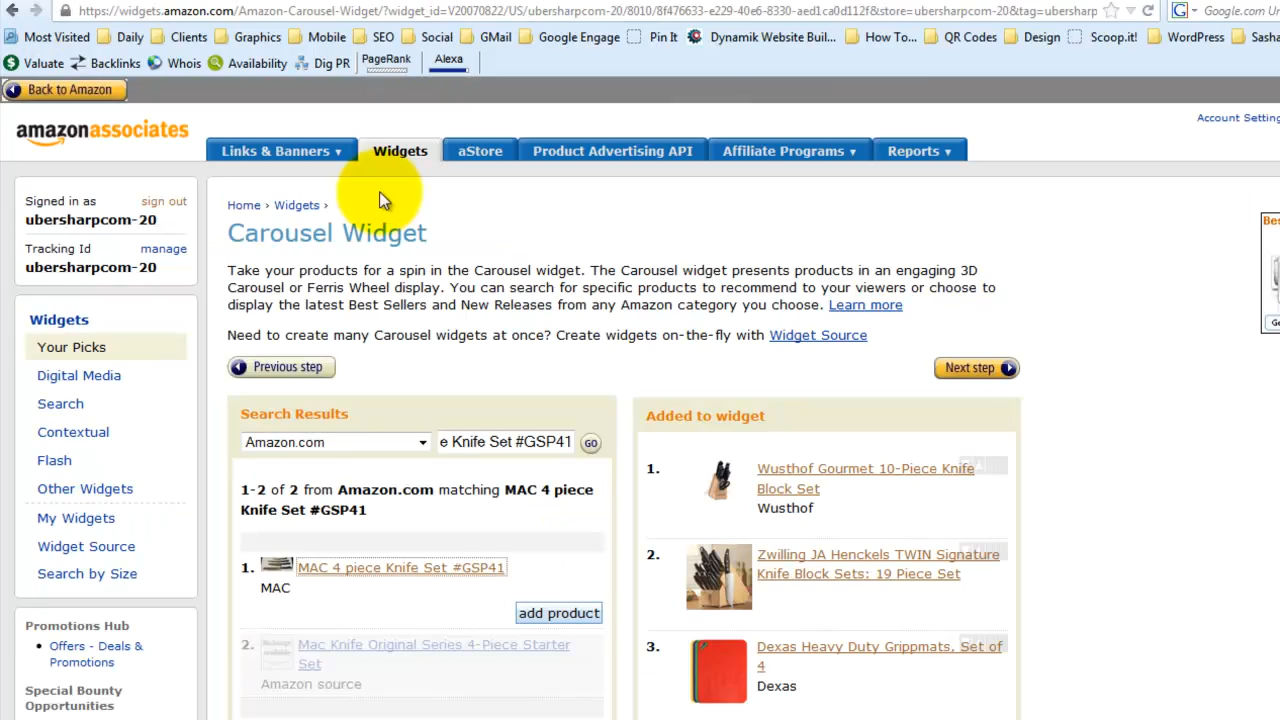 https://widgets.amazon.com/Amazon-Carousel-Widget/?widget_id=V20070822/US/ubersharpcom-20/8010/8f476633-e229-40e6-8330-aed1ca0d112f&store=ubersharpcom-20&tag=ubersharp
Google.com Un
Most Visited Daily Clients Graphics Mobile SEO Social GMail Google Engage Pin It Dynamik Website Buil... How To... QR Codes Design Scoop.it! WordPress Sasha
Valuate Backlinks Whois Availability Dig PR PageRank Alexa
Back to Amazon
amazonassociates
Account Setting
Links & Banners Widgets aStore Product Advertising API Affiliate Programs Reports
Signed in as sign out
ubersharpcom-20
Tracking Id manage
ubersharpcom-20
Widgets
Your Picks
Digital Media
Search
Contextual
Flash
Other Widgets
My Widgets
Widget Source
Search by Size
Promotions Hub
Offers - Deals &
Promotions
Special Bounty
Opportunities
Home › Widgets ›
Carousel Widget
Take your products for a spin in the Carousel widget. The Carousel widget presents products in an engaging 3D
Carousel or Ferris Wheel display. You can search for specific products to recommend to your viewers or choose to
display the latest Best Sellers and New Releases from any Amazon category you choose. Learn more
Need to create many Carousel widgets at once? Create widgets on-the-fly with Widget Source
Previous step
Next step
Search Results
Amazon.com e Knife Set #GSP41 GO
1-2 of 2 from Amazon.com matching MAC 4 piece
Knife Set #GSP41
1. MAC 4 piece Knife Set #GSP41
MAC
add product
2. Mac Knife Original Series 4-Piece Starter
Set
Amazon source
Added to widget
1. Wusthof Gourmet 10-Piece Knife
Block Set
Wusthof
2. Zwilling JA Henckels TWIN Signature
Knife Block Sets: 19 Piece Set
3. Dexas Heavy Duty Grippmats, Set of
4
Dexas
Bes
Ge